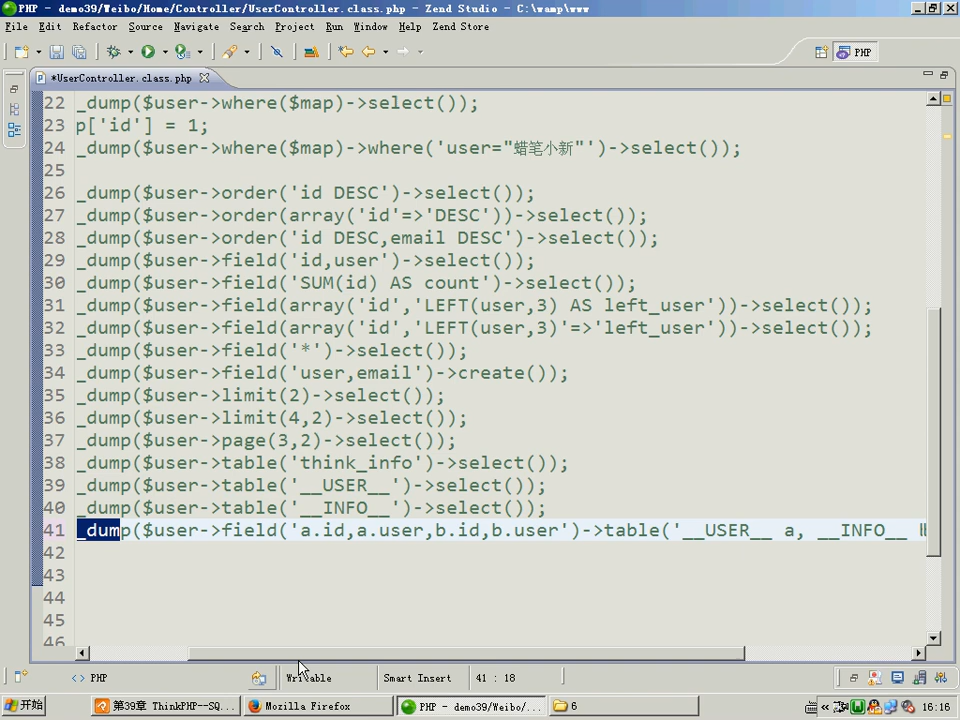 PHP - demo39/Weibo/Home/Controller/UserController.class.php - Zend Studio - C:\wamp\www
File Edit Refactor Source Navigate Search Project Run Window Help Zend Store
PHP
*UserController.class.php
22 _dump($user->where($map)->select());
23 p['id'] = 1;
24 _dump($user->where($map)->where('user="蜡笔小新"')->select());
25
26 _dump($user->order('id DESC')->select());
27 _dump($user->order(array('id'=>'DESC'))->select());
28 _dump($user->order('id DESC,email DESC')->select());
29 _dump($user->field('id,user')->select());
30 _dump($user->field('SUM(id) AS count')->select());
31 _dump($user->field(array('id','LEFT(user,3) AS left_user'))->select());
32 _dump($user->field(array('id','LEFT(user,3)'=>'left_user'))->select());
33 _dump($user->field('*')->select());
34 _dump($user->field('user,email')->create());
35 _dump($user->limit(2)->select());
36 _dump($user->limit(4,2)->select());
37 _dump($user->page(3,2)->select());
38 _dump($user->table('think_info')->select());
39 _dump($user->table('__USER__')->select());
40 _dump($user->table('__INFO__')->select());
41 _dump($user->field('a.id,a.user,b.id,b.user')->table('__USER__ a, __INFO__ b
42
43
44
45
46
<> PHP Writable Smart Insert 41 : 18
开始 第39章 ThinkPHP--SQ... Mozilla Firefox PHP - demo39/Weibo/... 6 « 16:16